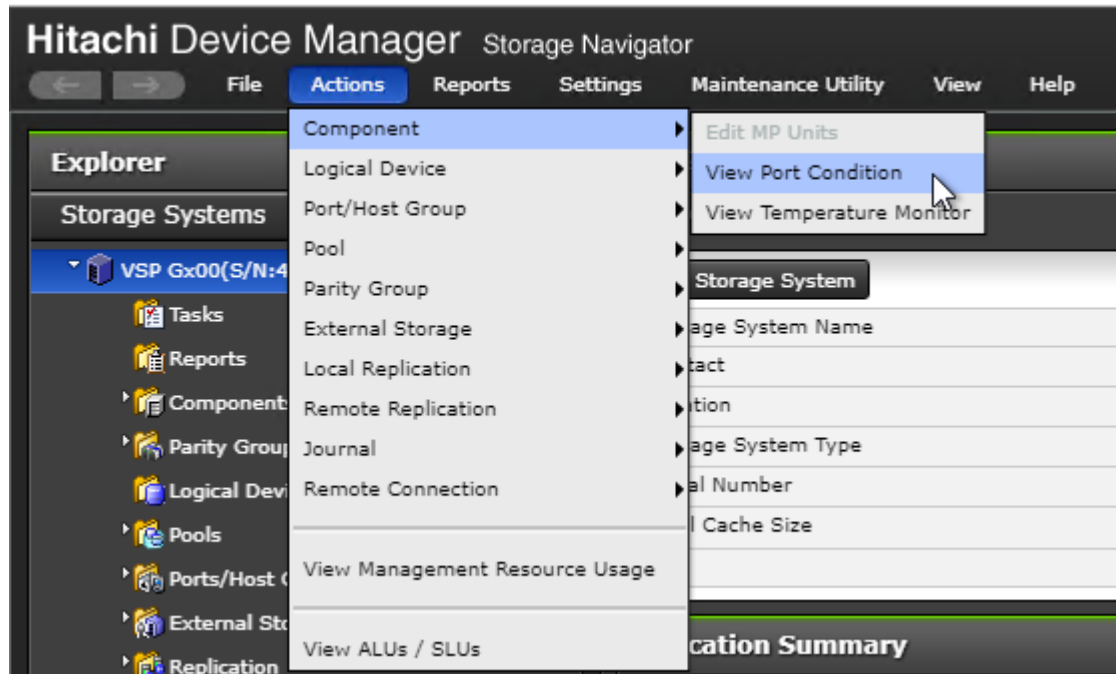 Hitachi Device Manager Storage Navigator
File Actions Reports Settings Maintenance Utility View Help
Explorer
Storage Systems
VSP Gx00(S/N:4
Tasks
Reports
Component
Parity Grou
Logical Devi
Pools
Ports/Host
External Sto
Replication
Component
Logical Device
Port/Host Group
Pool
Parity Group
External Storage
Local Replication
Remote Replication
Journal
Remote Connection
View Management Resource Usage
View ALUs / SLUs
Edit MP Units
View Port Condition
View Temperature Monitor
Storage System
age System Name
tact
tion
age System Type
al Number
l Cache Size
cation Summary